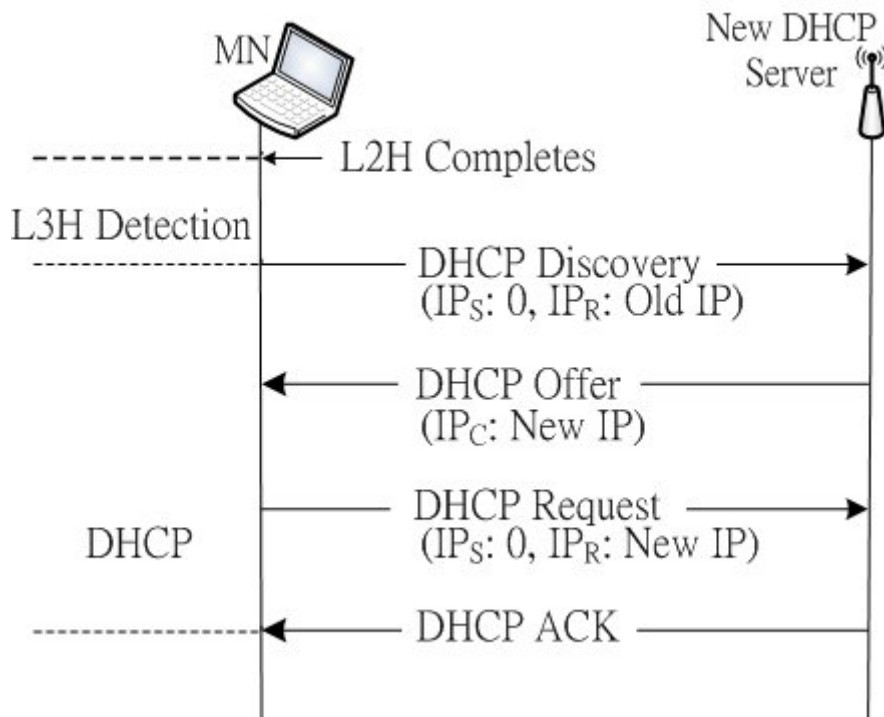 MN
New DHCP
Server
L2H Completes
L3H Detection
DHCP Discovery
(IPS: 0, IPR: Old IP)
DHCP Offer
(IPC: New IP)
DHCP Request
(IPS: 0, IPR: New IP)
DHCP
DHCP ACK